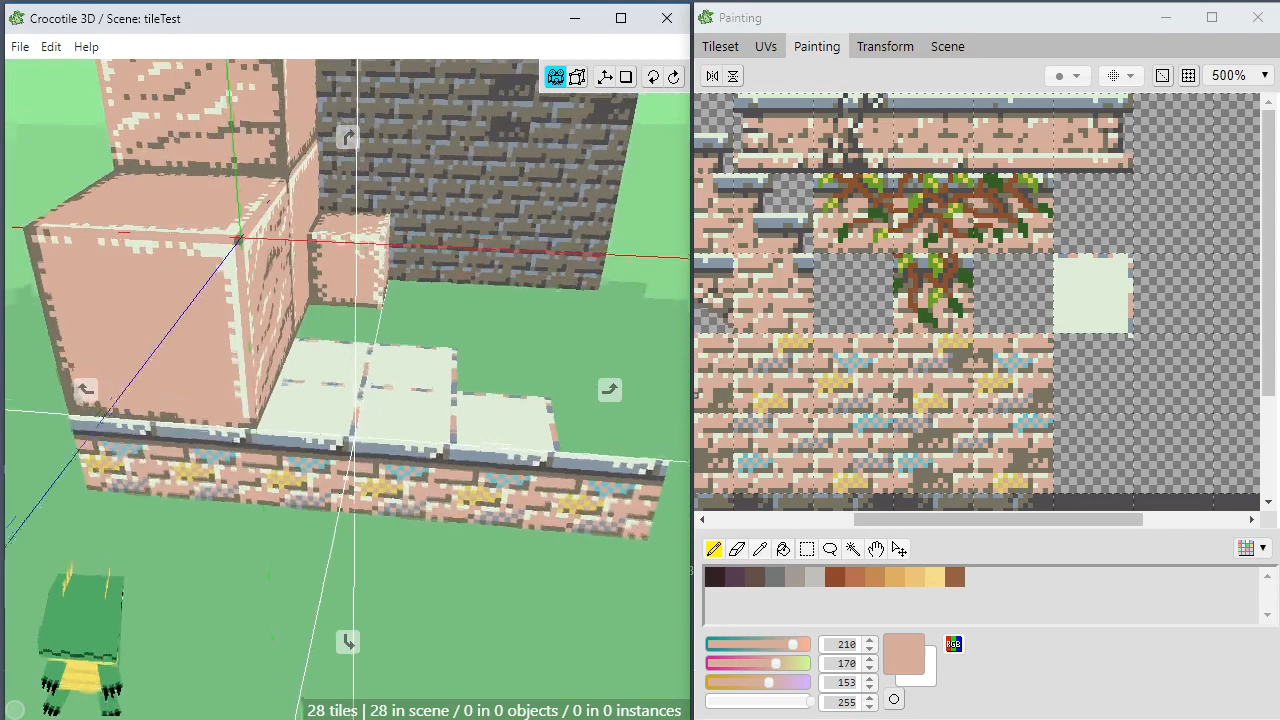 Crocotile 3D / Scene: tileTest
File Edit Help
28 tiles | 28 in scene / 0 in 0 objects / 0 in 0 instances
Painting
Tileset UVs Painting Transform Scene
500%
210
170
153
255
RGB